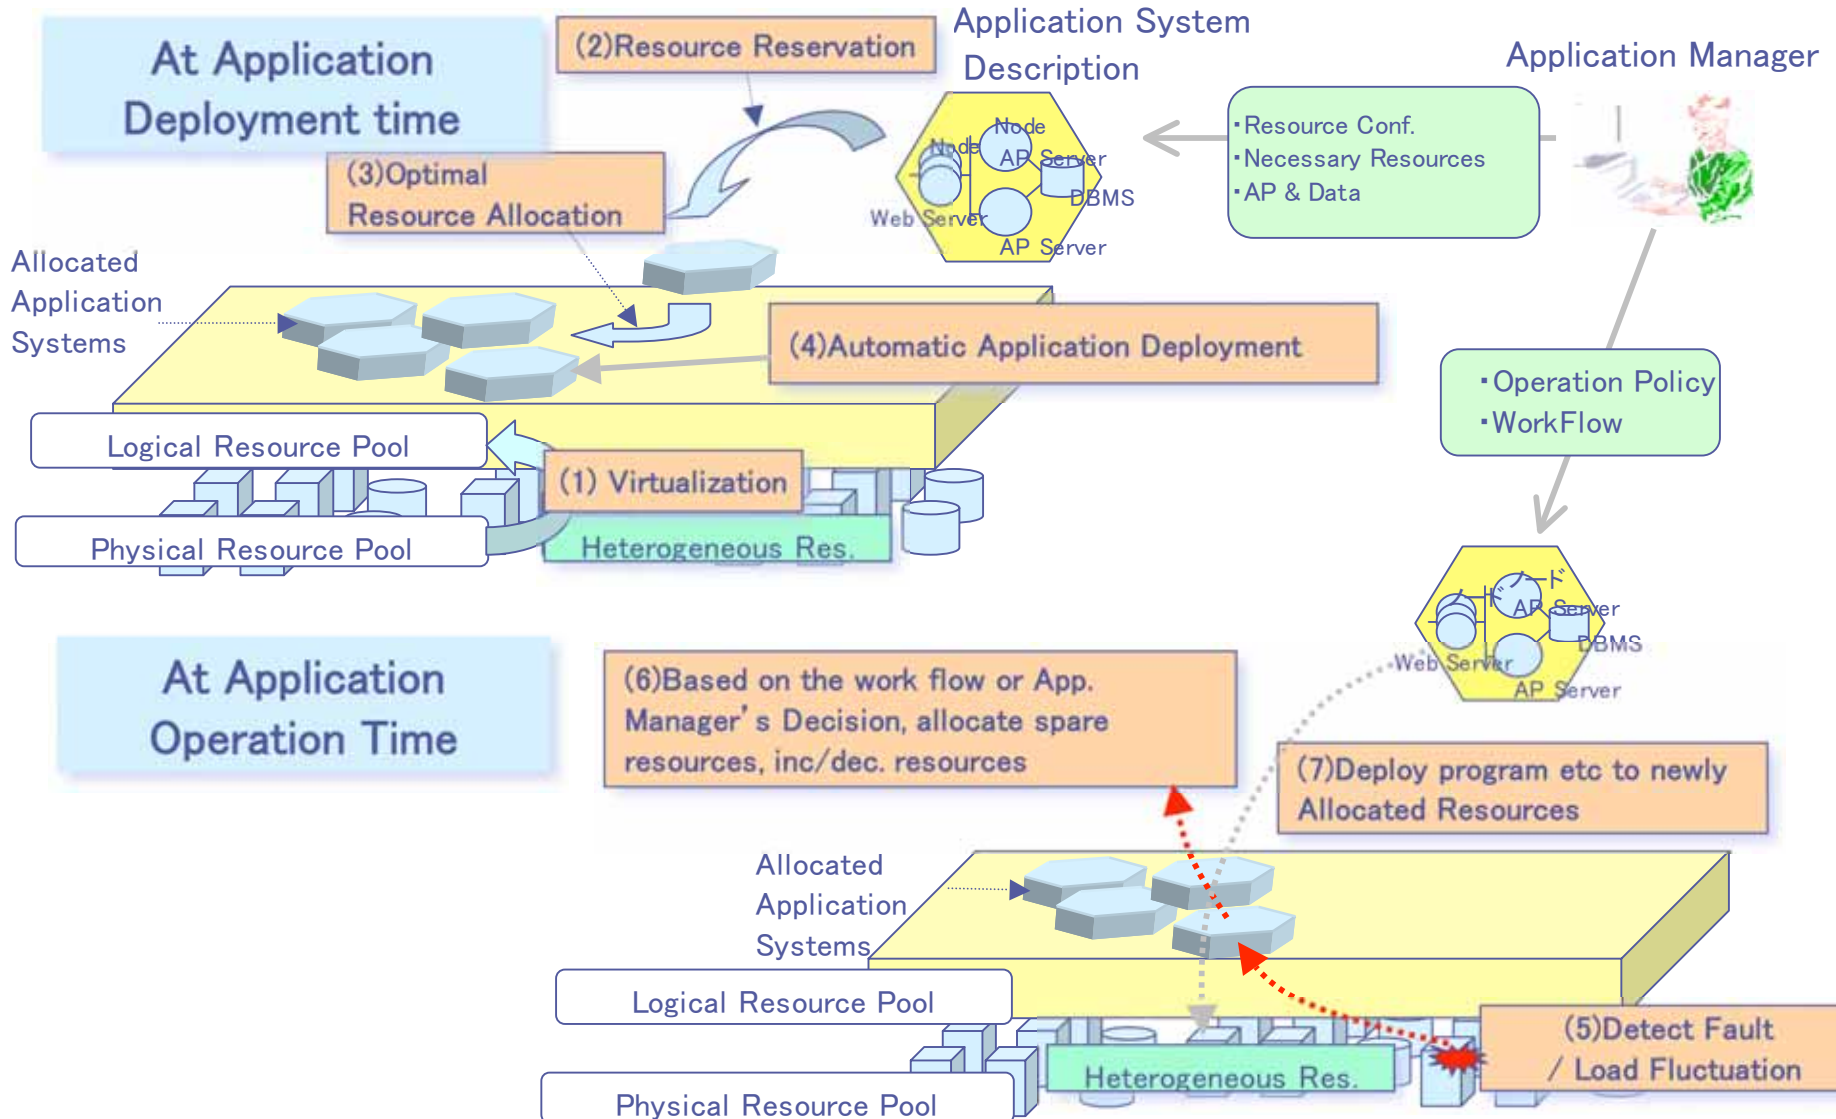 At Application
Deployment time
(2)Resource Reservation
Application System
Description
Application Manager
Node
Node
AP Server
DBMS
Web Server
AP Server
・Resource Conf.
・Necessary Resources
・AP & Data
(3)Optimal
Resource Allocation
Allocated
Application
Systems
(4)Automatic Application Deployment
・Operation Policy
・WorkFlow
Logical Resource Pool
(1) Virtualization
Physical Resource Pool
Heterogeneous Res.
ノード
ノード
AP Server
DBMS
Web Server
AP Server
At Application
Operation Time
(6)Based on the work flow or App.
Manager's Decision, allocate spare
resources, inc/dec. resources
(7)Deploy program etc to newly
Allocated Resources
Allocated
Application
Systems
Logical Resource Pool
(5)Detect Fault
/ Load Fluctuation
Heterogeneous Res.
Physical Resource Pool